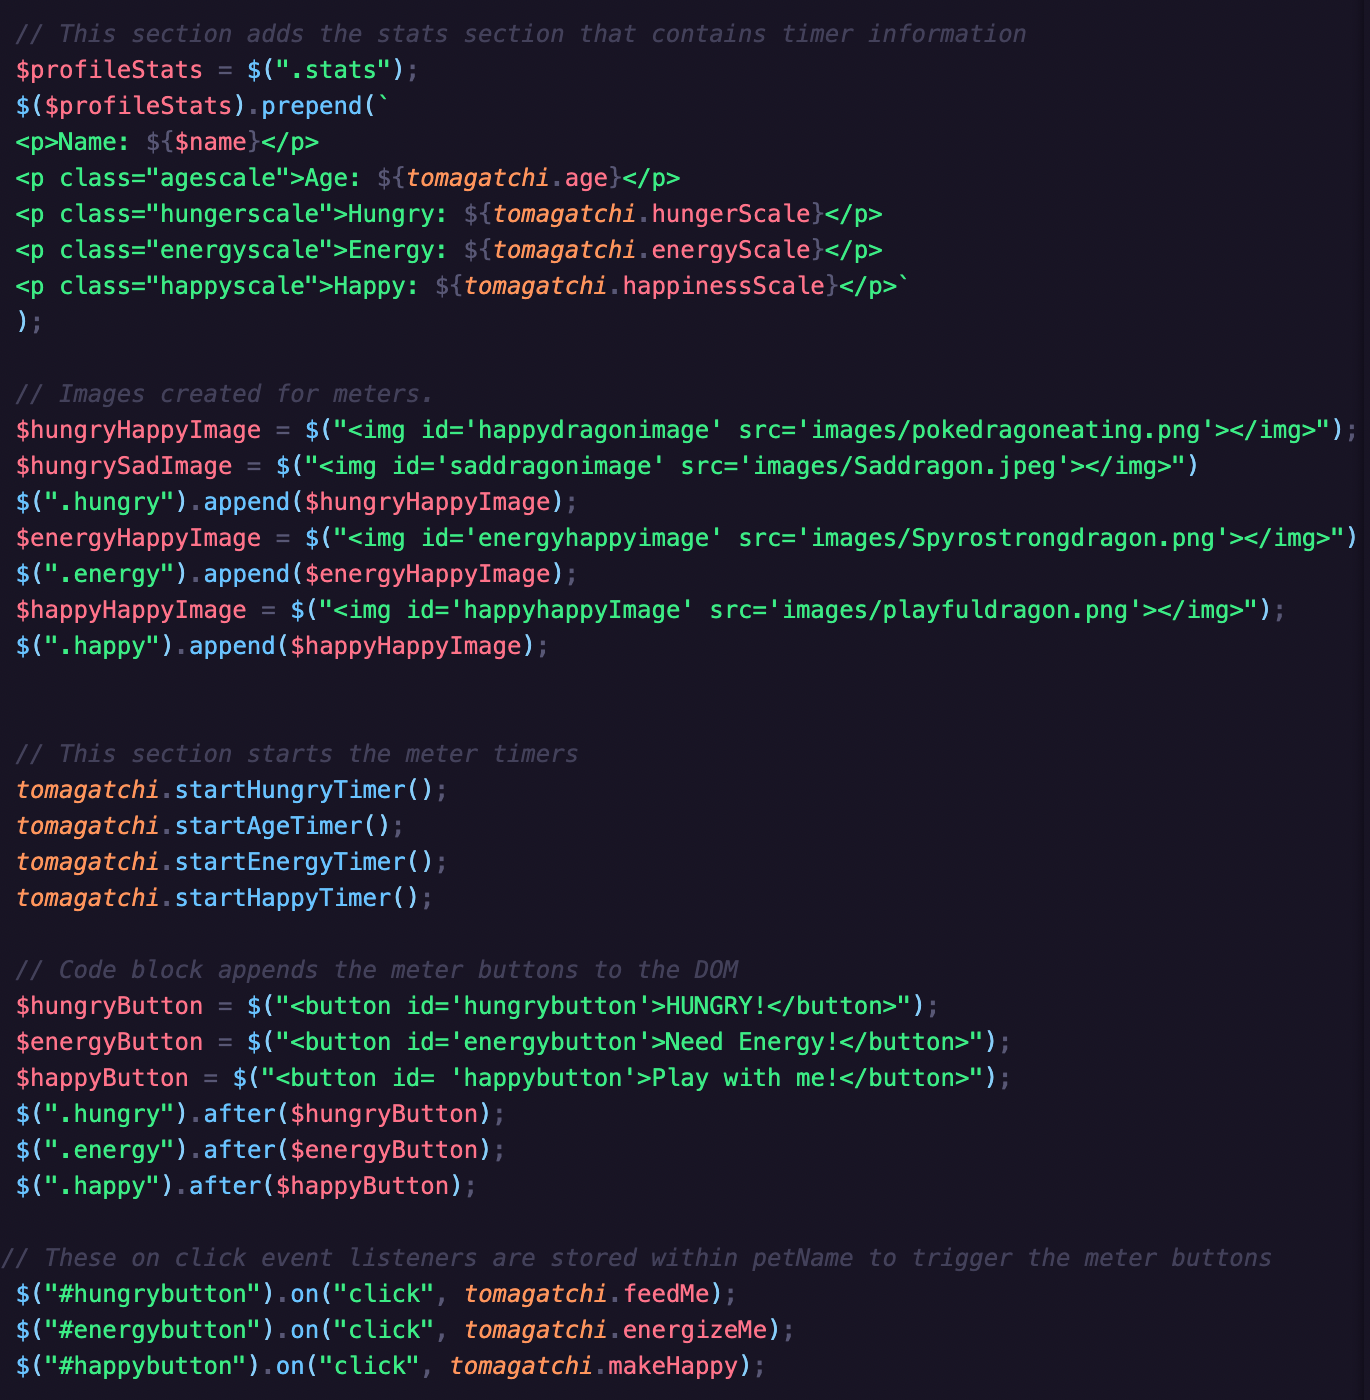 // This section adds the stats section that contains timer information
$profileStats = $(".stats");
$($profileStats).prepend(`
<p>Name: ${$name}</p>
<p class="agescale">Age: ${tomagatchi.age}</p>
<p class="hungerscale">Hungry: ${tomagatchi.hungerScale}</p>
<p class="energyscale">Energy: ${tomagatchi.energyScale}</p>
<p class="happyscale">Happy: ${tomagatchi.happinessScale}</p>`
);
// Images created for meters.
$hungryHappyImage = $("<img id='happydragonimage' src='images/pokedragoneating.png'></img>");
$hungrySadImage = $("<img id='saddragonimage' src='images/Saddragon.jpeg'></img>")
$(".hungry").append($hungryHappyImage);
$energyHappyImage = $("<img id='energyhappyimage' src='images/Spyrostrongdragon.png'></img>")
$(".energy").append($energyHappyImage);
$happyHappyImage = $("<img id='happyhappyImage' src='images/playfuldragon.png'></img>");
$(".happy").append($happyHappyImage);
// This section starts the meter timers
tomagatchi.startHungryTimer();
tomagatchi.startAgeTimer();
tomagatchi.startEnergyTimer();
tomagatchi.startHappyTimer();
// Code block appends the meter buttons to the DOM
$hungryButton = $("<button id='hungrybutton'>HUNGRY!</button>");
$energyButton = $("<button id='energybutton'>Need Energy!</button>");
$happyButton = $("<button id= 'happybutton'>Play with me!</button>");
$(".hungry").after($hungryButton);
$(".energy").after($energyButton);
$(".happy").after($happyButton);
// These on click event listeners are stored within petName to trigger the meter buttons
$("#hungrybutton").on("click", tomagatchi.feedMe);
$("#energybutton").on("click", tomagatchi.energizeMe);
$("#happybutton").on("click", tomagatchi.makeHappy);